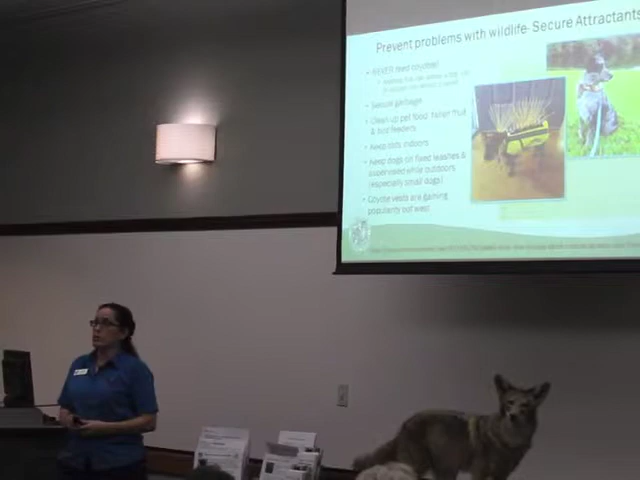 Prevent problems with wildlife- Secure Attractants
NEVER feed coyotes!
Secure garbage
Clean up pet food, fallen fruit
& bird feeders
Keep cats indoors
Keep dogs on fixed leashes &
supervised while outdoors
(especially small dogs)
Coyote vests are gaining
popularity out west